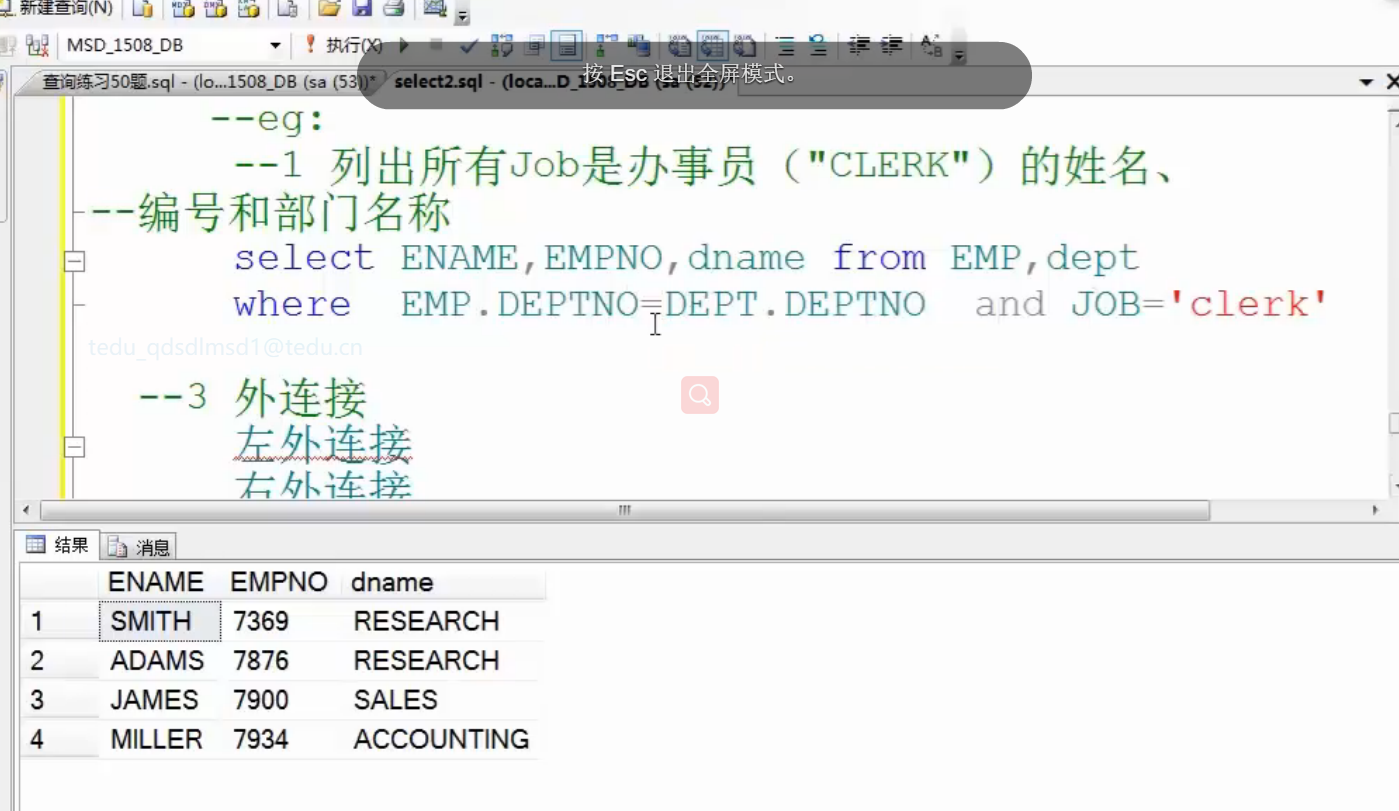 新建查询(N)
MSD_1508_DB
执行(X)
按 Esc 退出全屏模式。
查询练习50题.sql - (lo...1508_DB (sa (53))*
select2.sql - (loca...D_1508_DB (sa (52))
--eg:
--1 列出所有Job是办事员（"CLERK"）的姓名、
--编号和部门名称
select ENAME,EMPNO,dname from EMP,dept
where EMP.DEPTNO=DEPT.DEPTNO and JOB='clerk'
tedu_qdsdlmsd1@tedu.cn
--3 外连接
左外连接
右外连接
结果 消息
ENAME EMPNO dname
1 SMITH 7369 RESEARCH
2 ADAMS 7876 RESEARCH
3 JAMES 7900 SALES
4 MILLER 7934 ACCOUNTING